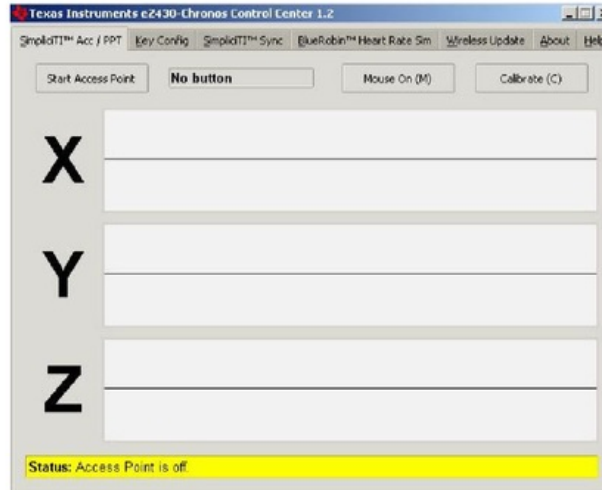 Texas Instruments eZ430-Chronos Control Center 1.2
SimpliciTI™ Acc / PPT Key Config SimpliciTI™ Sync BlueRobin™ Heart Rate Sim Wireless Update About Help
Start Access Point No button Mouse On (M) Calibrate (C)
X
Y
Z
Status: Access Point is off.